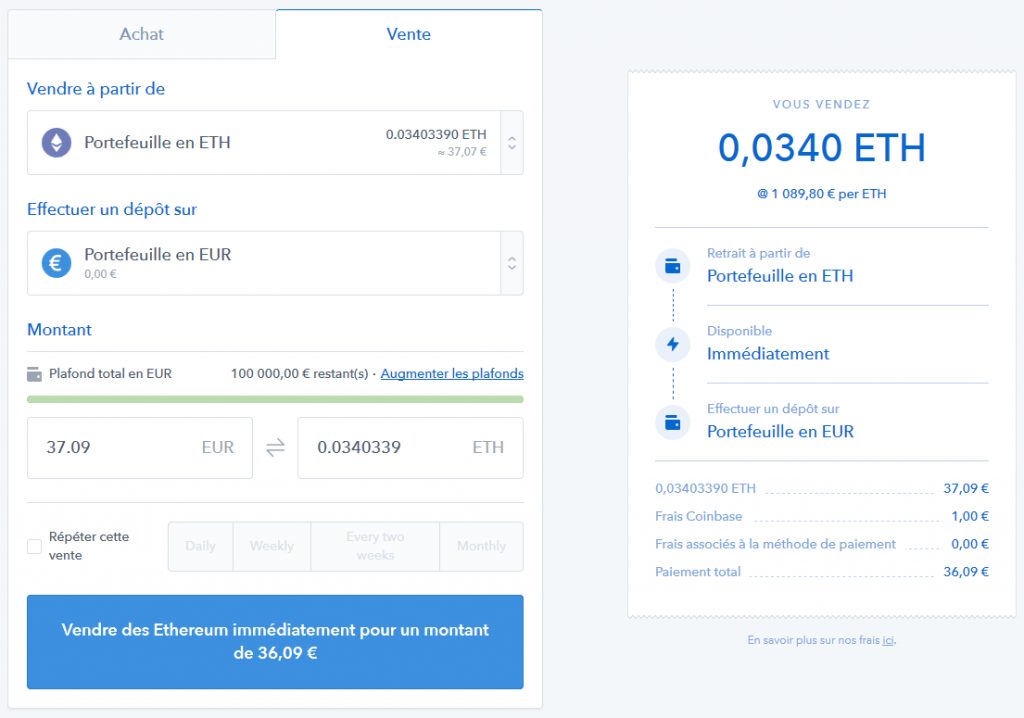 Achat
Vente
Vendre à partir de
Portefeuille en ETH
0.03403390 ETH
≈ 37,07 €
Effectuer un dépôt sur
Portefeuille en EUR
0,00 €
Montant
Plafond total en EUR
100 000,00 € restant(s) · Augmenter les plafonds
37.09 EUR
0.0340339 ETH
Répéter cette
vente
Daily
Weekly
Every two
weeks
Monthly
Vendre des Ethereum immédiatement pour un montant
de 36,09 €
VOUS VENDEZ
0,0340 ETH
@ 1 089,80 € per ETH
Retrait à partir de
Portefeuille en ETH
Disponible
Immédiatement
Effectuer un dépôt sur
Portefeuille en EUR
0,03403390 ETH 37,09 €
Frais Coinbase 1,00 €
Frais associés à la méthode de paiement 0,00 €
Paiement total 36,09 €
En savoir plus sur nos frais ici.